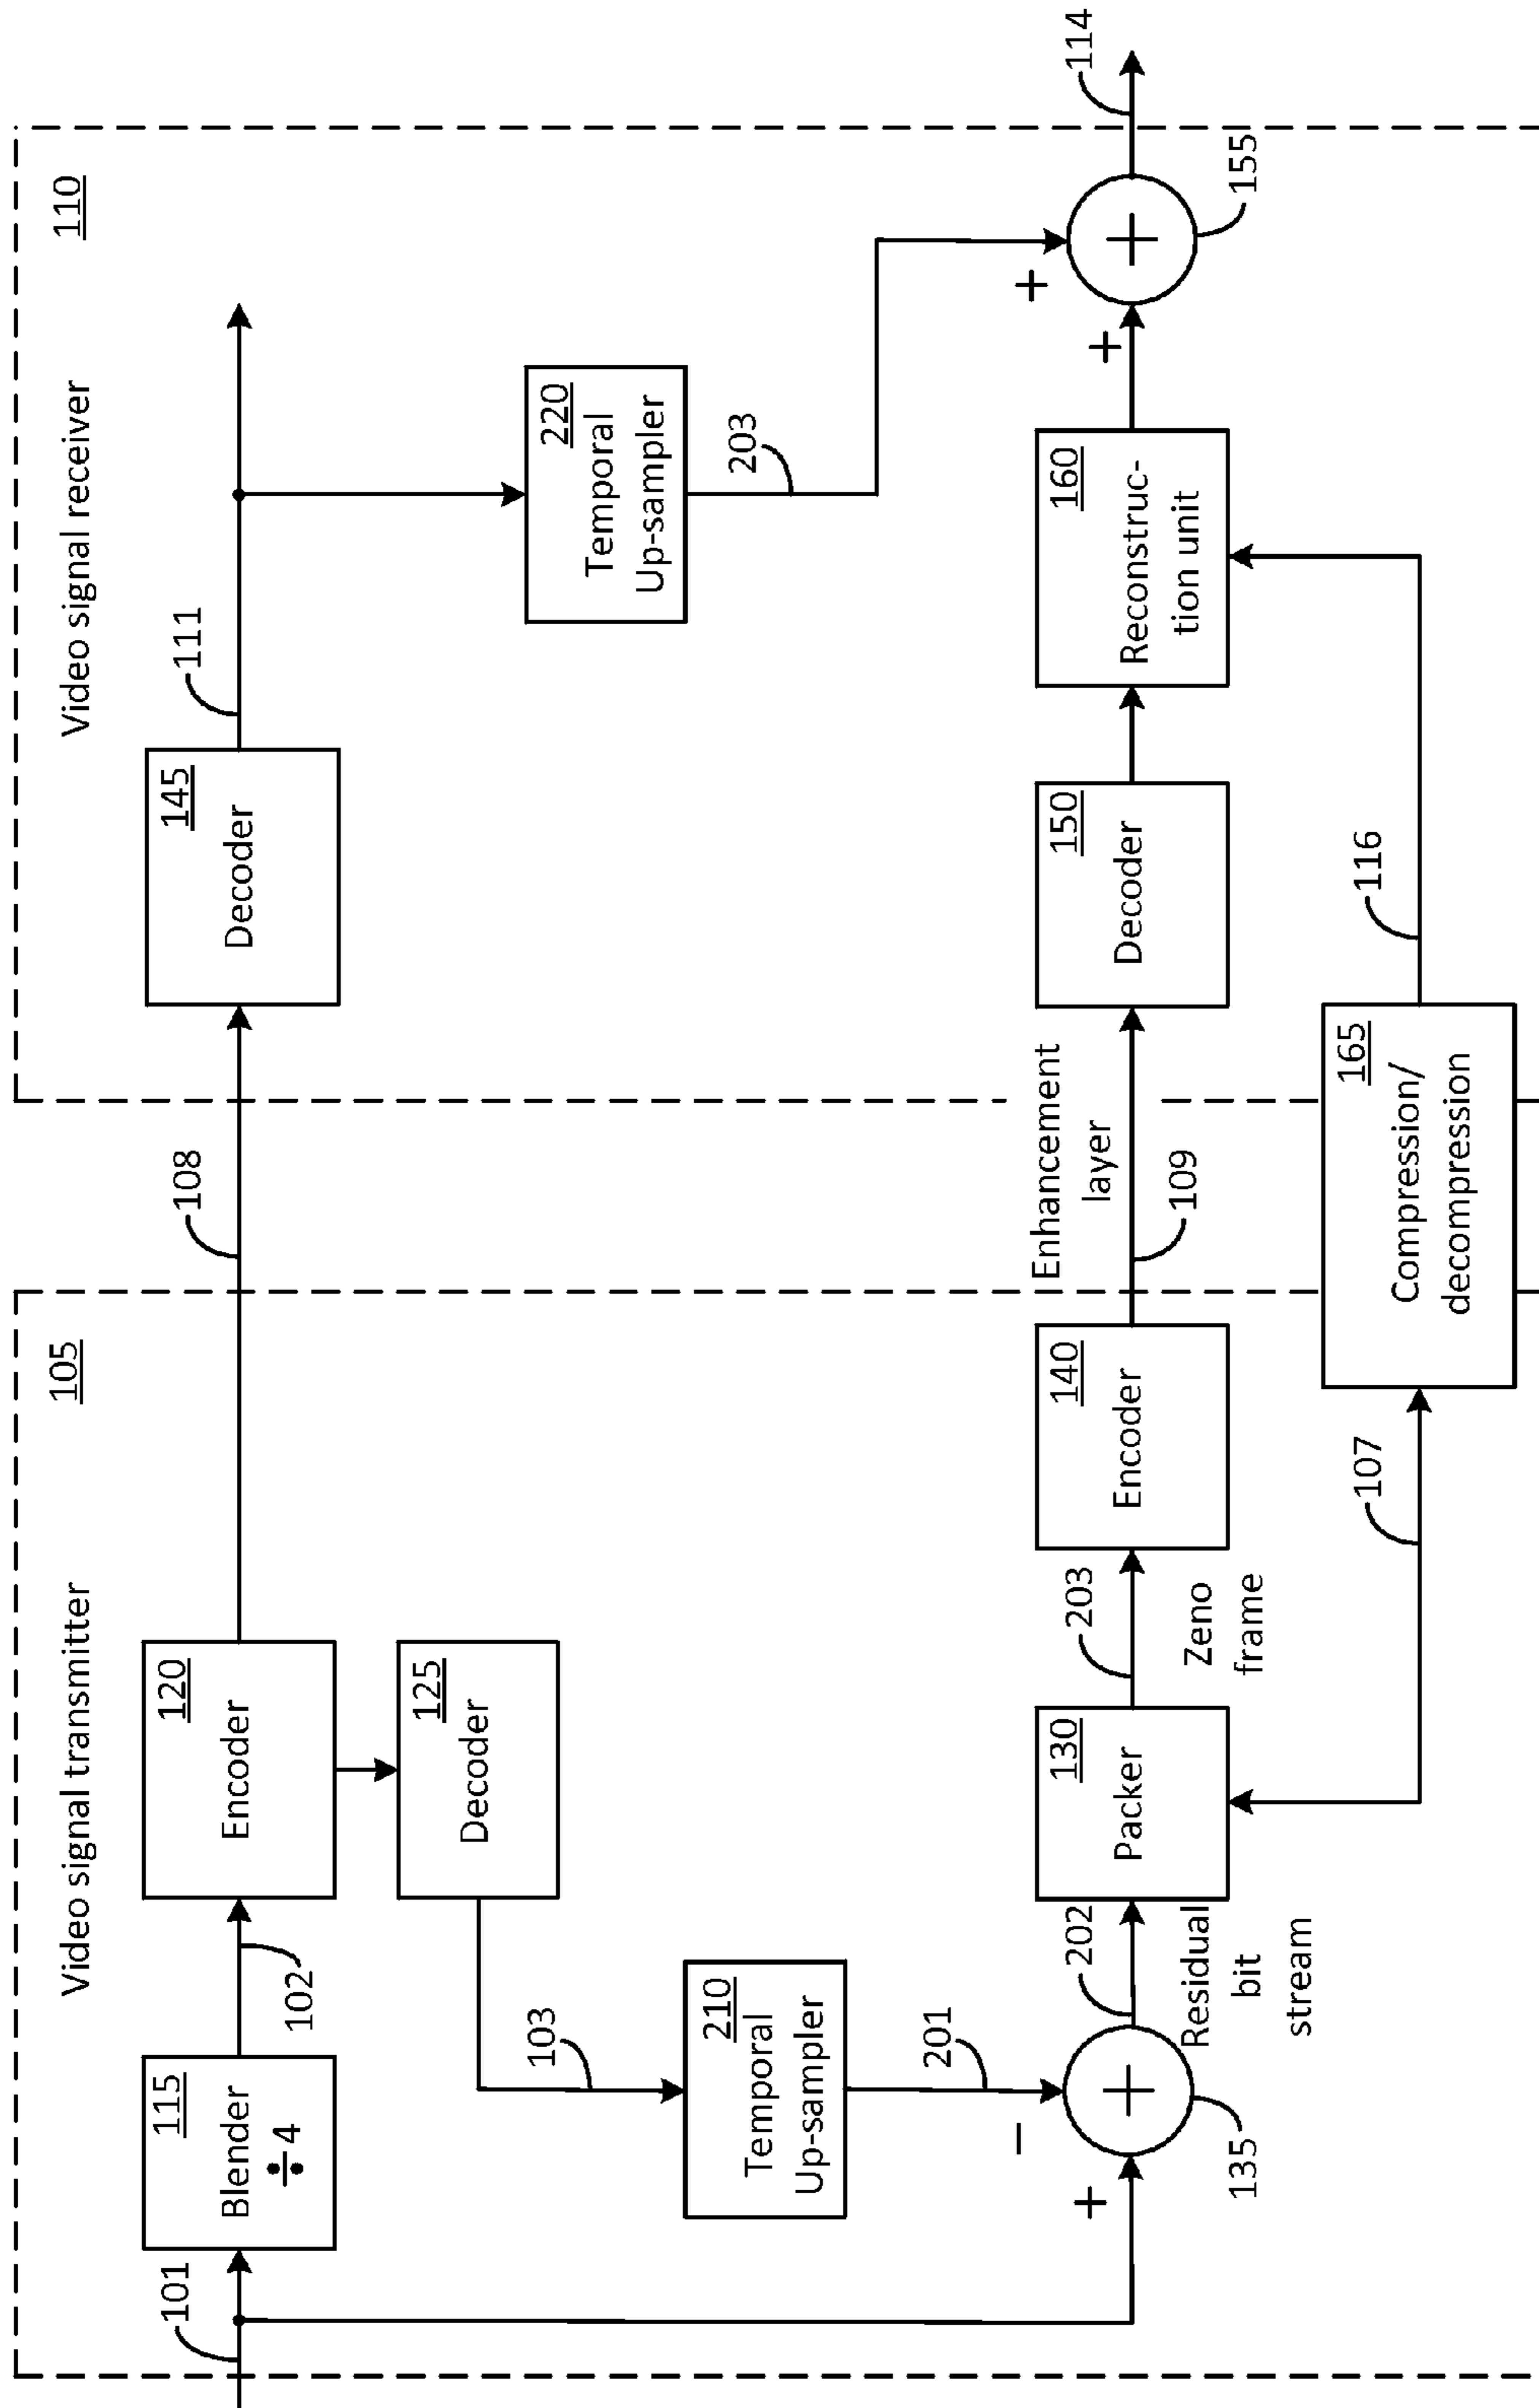 Video signal transmitter
105
Video signal receiver
110
101
115
Blender
÷4
102
120
Encoder
108
145
Decoder
111
125
Decoder
103
210
Temporal
Up-sampler
201
220
Temporal
Up-sampler
203
−
+
+
135
202
Residual
bit
stream
130
Packer
203
Zeno
frame
140
Encoder
Enhancement
layer
109
150
Decoder
160
Reconstruc-
tion unit
+
+
+
155
114
107
165
Compression/
decompression
116